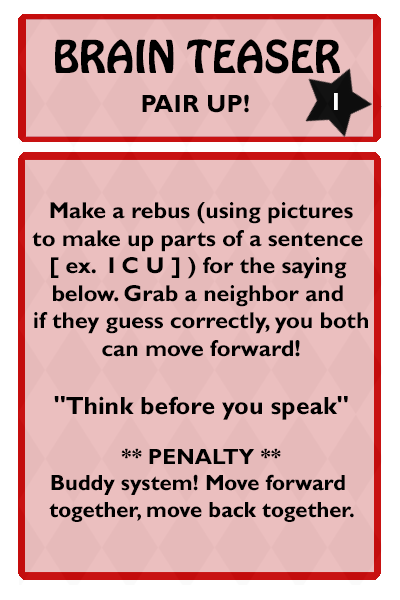 BRAIN TEASER
PAIR UP!
1
Make a rebus (using pictures
to make up parts of a sentence
[ ex. I C U ] ) for the saying
below. Grab a neighbor and
if they guess correctly, you both
can move forward!
"Think before you speak"
** PENALTY **
Buddy system! Move forward
together, move back together.